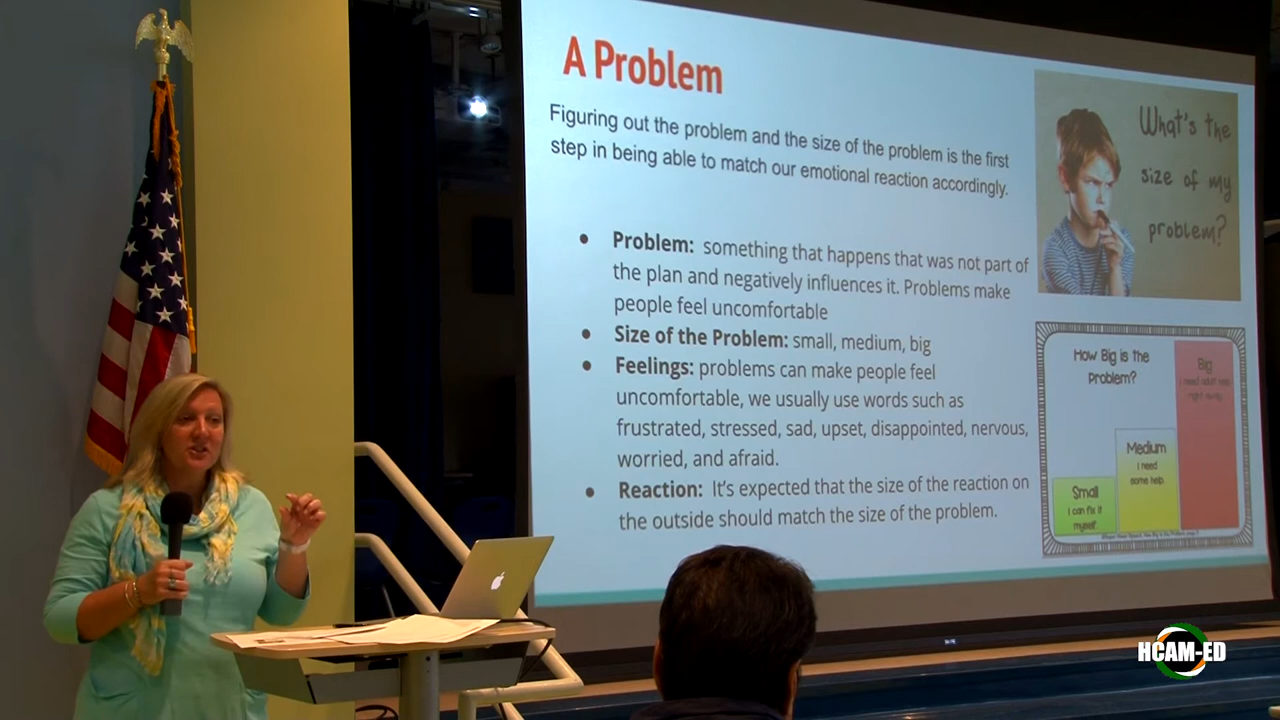 A Problem
Figuring out the problem and the size of the problem is the first
step in being able to match our emotional reaction accordingly.
• Problem: something that happens that was not part of
the plan and negatively influences it. Problems make
people feel uncomfortable
• Size of the Problem: small, medium, big
• Feelings: problems can make people feel
uncomfortable, we usually use words such as
frustrated, stressed, sad, upset, disappointed, nervous,
worried, and afraid.
• Reaction: It's expected that the size of the reaction on
the outside should match the size of the problem.
What's the
size of my
problem?
How Big is the
Problem?
Small
I can fix it
myself.
Medium
I need
some help.
Big
I need adult
right away.
HCAM-ED